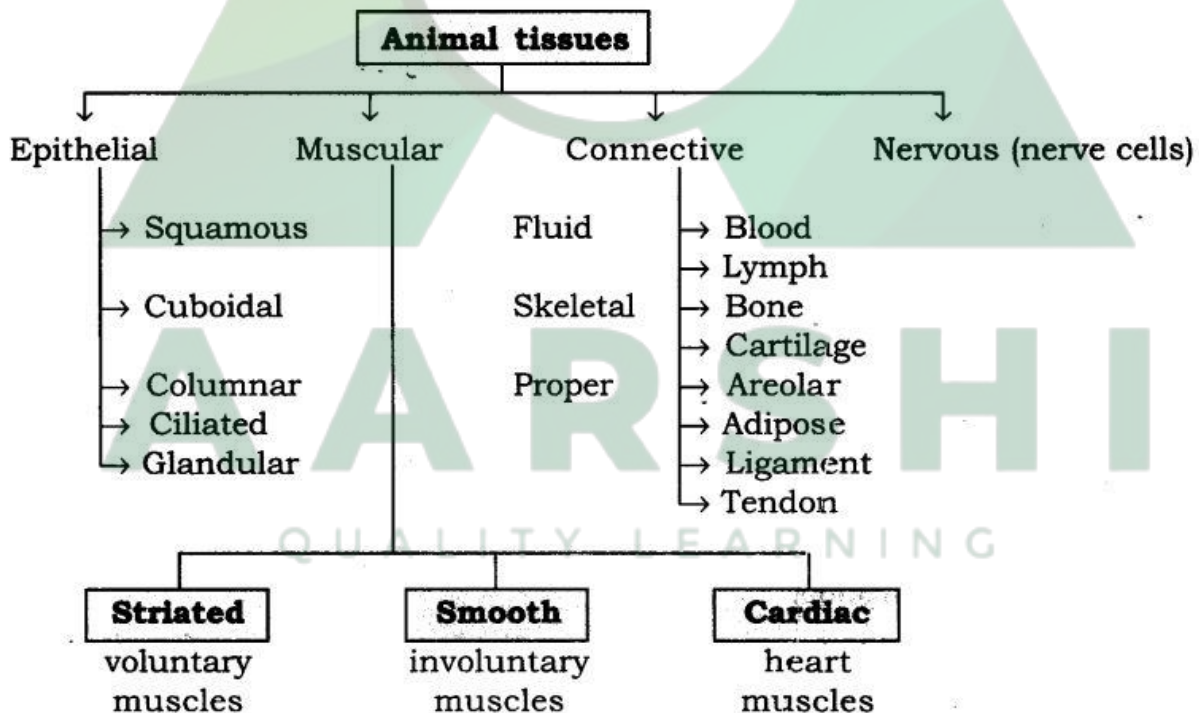 Animal tissues
Epithelial Muscular Connective Nervous (nerve cells)
Squamous Fluid Blood
Lymph
Cuboidal Skeletal Bone
Cartilage
Columnar Proper Areolar
Ciliated Adipose
Glandular Ligament
Tendon
AARSHI
QUALITY LEARNING
Striated Smooth Cardiac
voluntary involuntary heart
muscles muscles muscles